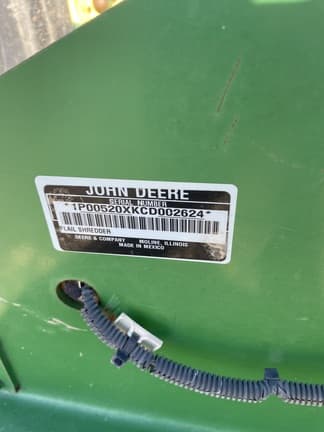 JOHN DEERE
SERIAL NUMBER
*1P00520XKCD002624*
FLAIL SHREDDER
DEERE & COMPANY MOLINE, ILLINOIS
MADE IN MEXICO